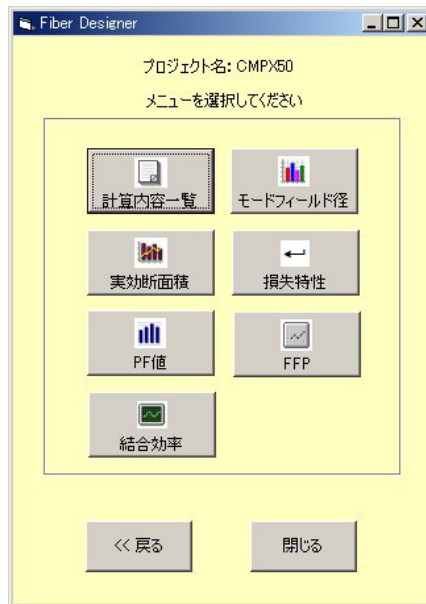 Fiber Designer
プロジェクト名: CMPX50
メニューを選択してください
計算内容一覧
モードフィールド径
実効断面積
損失特性
PF値
FFP
結合効率
<< 戻る
閉じる